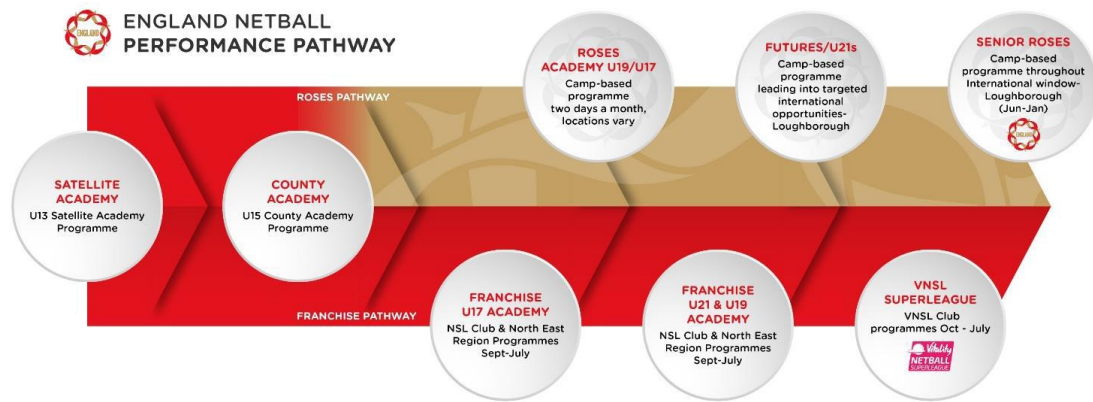 ENGLAND
ENGLAND NETBALL
PERFORMANCE PATHWAY
ROSES PATHWAY
ROSES
ACADEMY U19/U17
Camp-based
programme
two days a month,
locations vary
FUTURES/U21s
Camp-based
programme
leading into targeted
international
opportunities-
Loughborough
SENIOR ROSES
Camp-based
programme throughout
International window-
Loughborough
(Jun-Jan)
ENGLAND
SATELLITE
ACADEMY
U13 Satellite Academy
Programme
COUNTY
ACADEMY
U15 County Academy
Programme
FRANCHISE PATHWAY
FRANCHISE
U17 ACADEMY
NSL Club & North East
Region Programmes
Sept-July
FRANCHISE
U21 & U19
ACADEMY
NSL Club & North East
Region Programmes
Sept-July
VNSL
SUPERLEAGUE
VNSL Club
programmes Oct - July
Vitality
NETBALL
SUPERLEAGUE